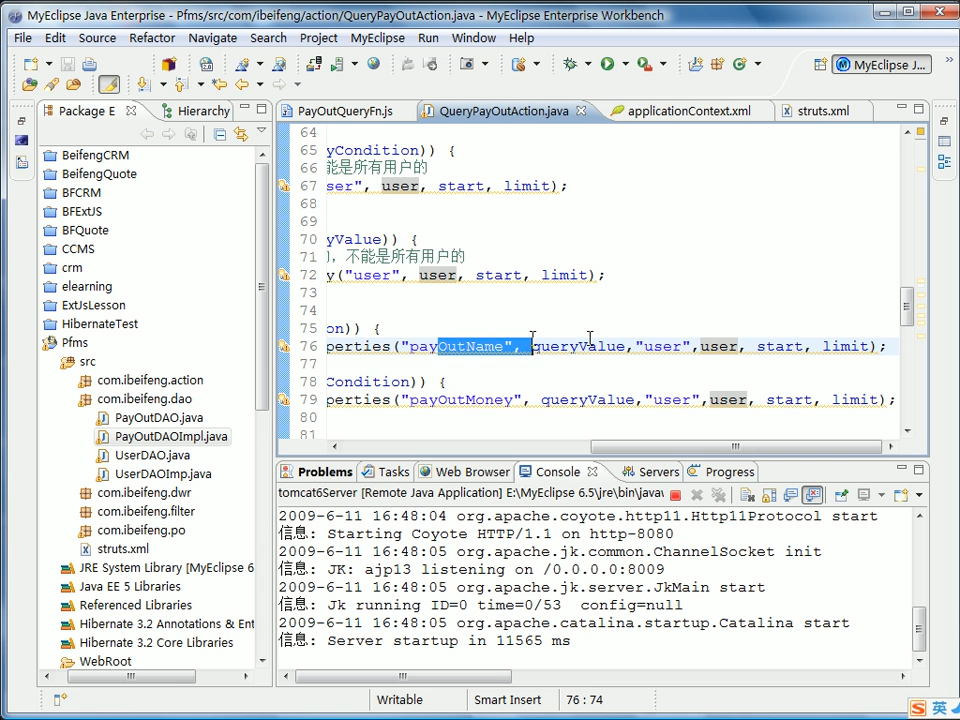 MyEclipse Java Enterprise - Pfms/src/com/ibeifeng/action/QueryPayOutAction.java - MyEclipse Enterprise Workbench
File Edit Source Refactor Navigate Search Project MyEclipse Run Window Help
MyEclipse J...
Package E Hierarchy
BeifengCRM
BeifengQuote
BFCRM
BFExtJS
BFQuote
CCMS
crm
elearning
ExtJsLesson
HibernateTest
Pfms
src
com.ibeifeng.action
com.ibeifeng.dao
PayOutDAO.java
PayOutDAOImpl.java
UserDAO.java
UserDAOImp.java
com.ibeifeng.dwr
com.ibeifeng.filter
com.ibeifeng.po
struts.xml
JRE System Library [MyEclipse 6
Java EE 5 Libraries
Referenced Libraries
Hibernate 3.2 Annotations & Ent
Hibernate 3.2 Core Libraries
WebRoot
PayOutQueryFn.js QueryPayOutAction.java applicationContext.xml struts.xml
64
65 yCondition)) {
66 能是所有用户的
67 ser", user, start, limit);
68
69
70 yValue)) {
71 ), 不能是所有用户的
72 y("user", user, start, limit);
73
74
75 on)) {
76 perties("payOutName", queryValue,"user",user, start, limit);
77
78 Condition)) {
79 perties("payOutMoney", queryValue,"user",user, start, limit);
80
81
Problems Tasks Web Browser Console Servers Progress
tomcat6Server [Remote Java Application] E:\MyEclipse 6.5\jre\bin\java
2009-6-11 16:48:04 org.apache.coyote.http11.Http11Protocol start
信息: Starting Coyote HTTP/1.1 on http-8080
2009-6-11 16:48:05 org.apache.jk.common.ChannelSocket init
信息: JK: ajp13 listening on /0.0.0.0:8009
2009-6-11 16:48:05 org.apache.jk.server.JkMain start
信息: Jk running ID=0 time=0/53 config=null
2009-6-11 16:48:05 org.apache.catalina.startup.Catalina start
信息: Server startup in 11565 ms
Writable Smart Insert 76 : 74
英